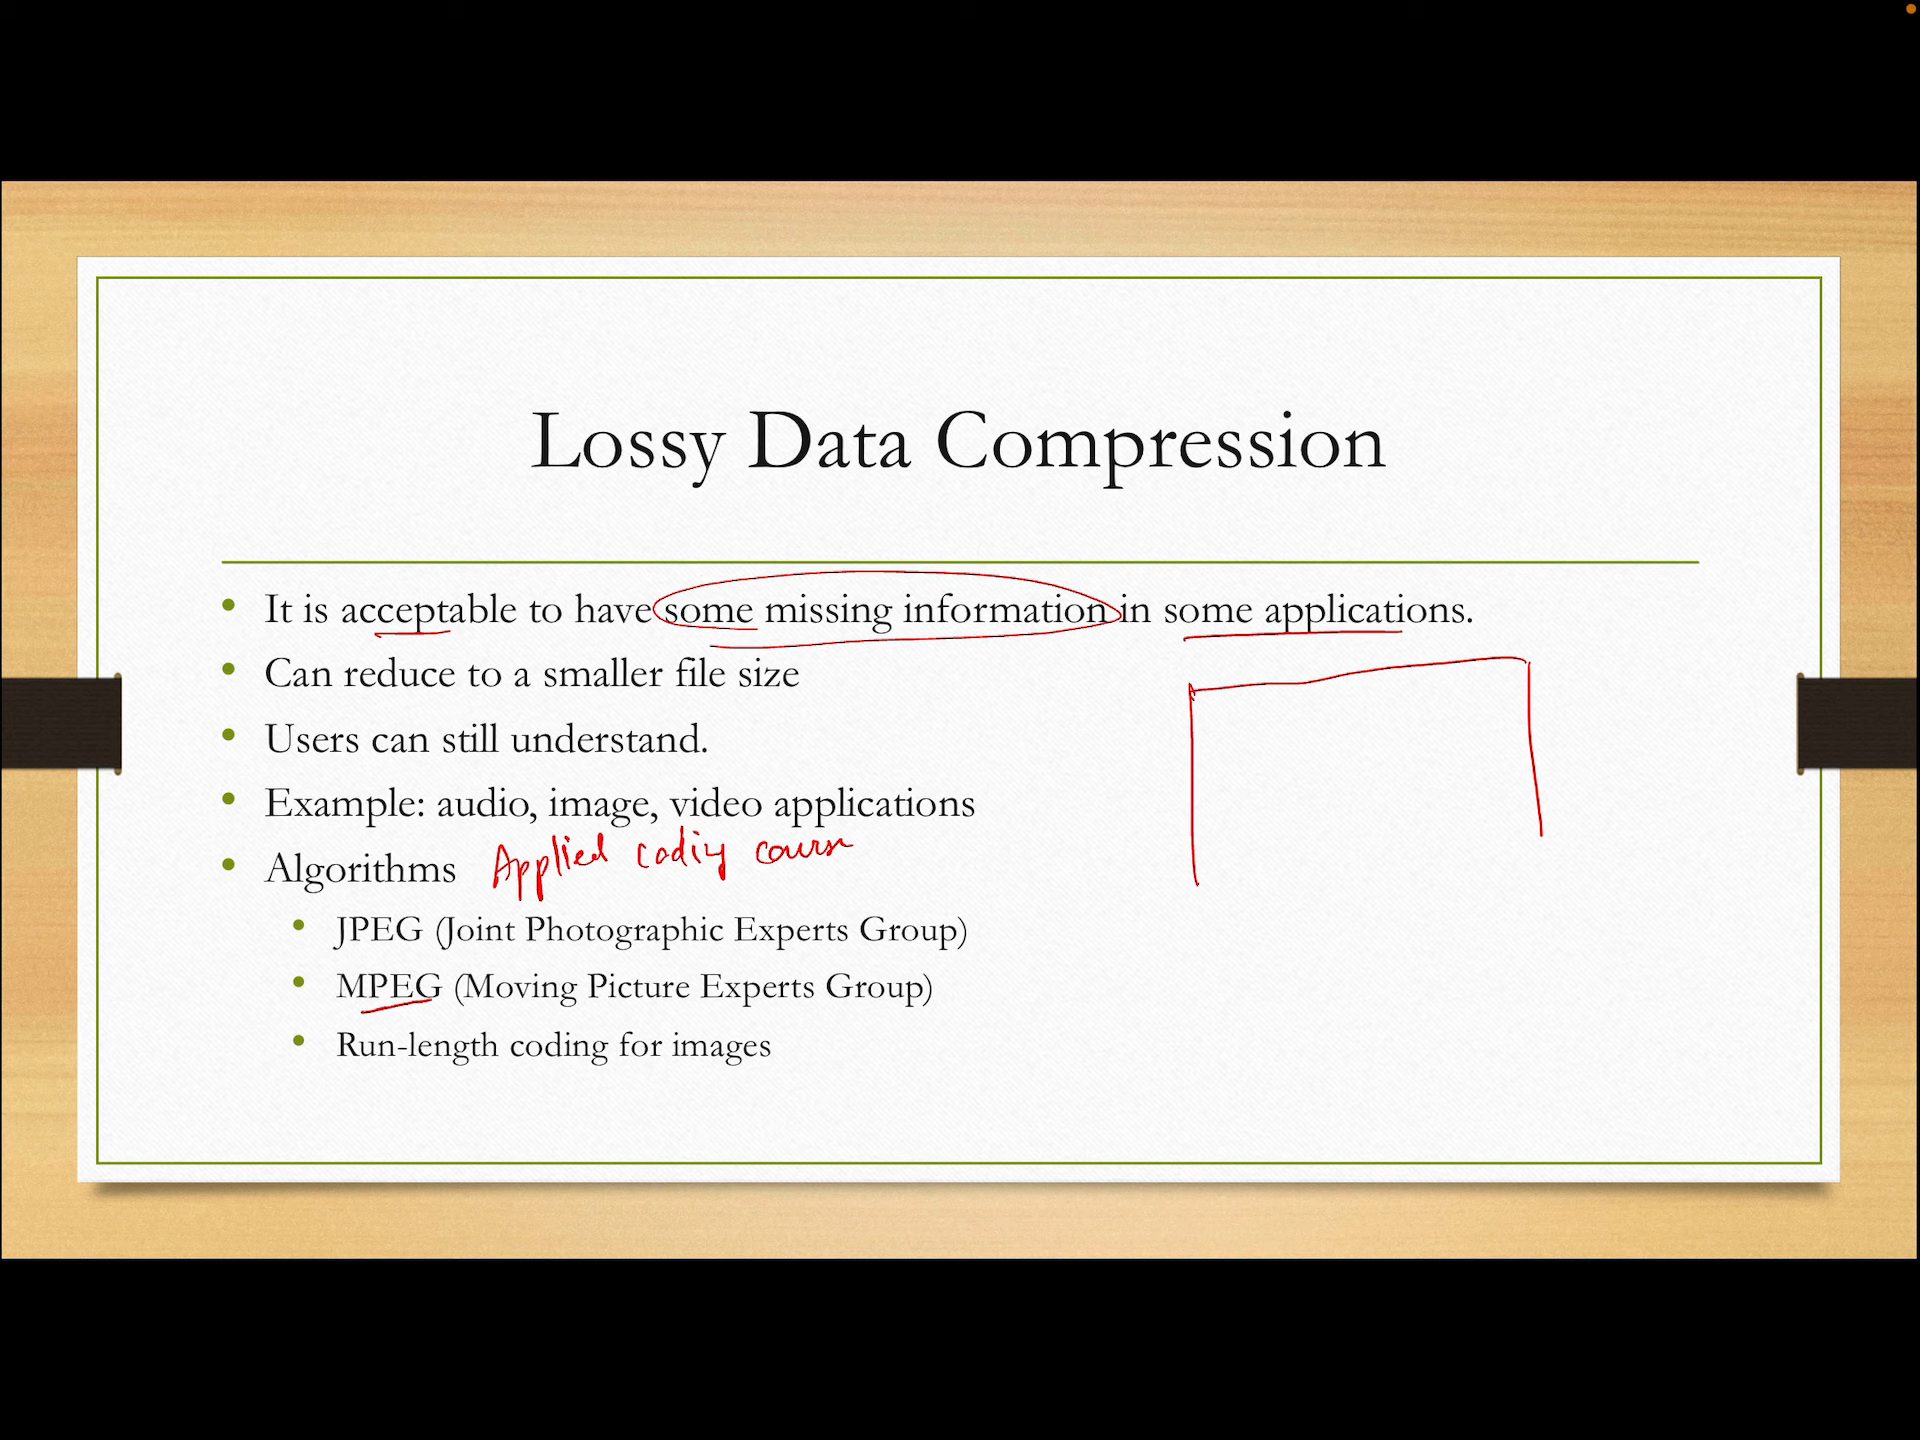 Lossy Data Compression
• It is acceptable to have some missing information in some applications.
• Can reduce to a smaller file size
• Users can still understand.
• Example: audio, image, video applications
• Algorithms Applied coding course
• JPEG (Joint Photographic Experts Group)
• MPEG (Moving Picture Experts Group)
• Run-length coding for images